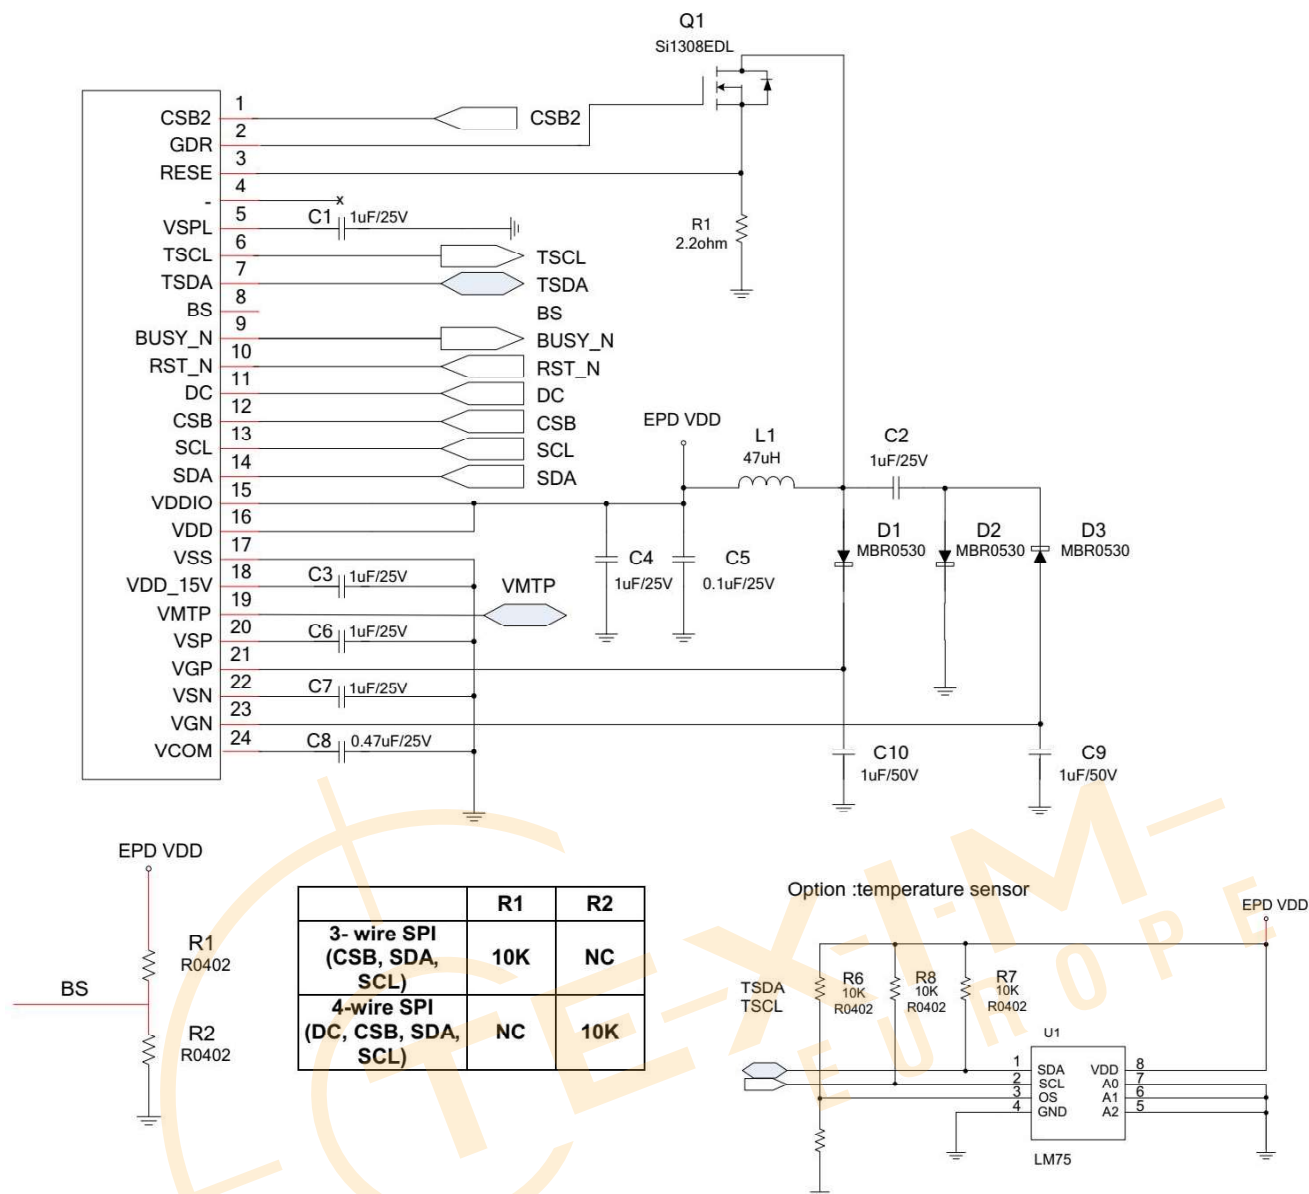 Q1
Si1308EDL
CSB2 1 CSB2
GDR 2
RESE 3
- 4 x
VSPL 5 C1 1uF/25V
TSCL 6 TSCL
TSDA 7 TSDA
BS 8 BS
BUSY_N 9 BUSY_N
RST_N 10 RST_N
DC 11 DC
CSB 12 CSB
SCL 13 SCL
SDA 14 SDA
VDDIO 15
VDD 16
VSS 17
VDD_15V 18 C3 1uF/25V
VMTP 19 VMTP
VSP 20 C6 1uF/25V
VGP 21
VSN 22 C7 1uF/25V
VGN 23
VCOM 24 C8 0.47uF/25V
R1
2.2ohm
EPD VDD
L1
47uH
C2
1uF/25V
D1
MBR0530
D2
MBR0530
D3
MBR0530
C4
1uF/25V
C5
0.1uF/25V
C10
1uF/50V
C9
1uF/50V
EPD VDD
R1
R0402
BS
R2
R0402
R1 R2
3- wire SPI
(CSB, SDA, 10K NC
SCL)
4-wire SPI
(DC, CSB, SDA, NC 10K
SCL)
Option :temperature sensor
EPD VDD
TSDA
TSCL
R6
10K
R0402
R8
10K
R0402
R7
10K
R0402
U1
1 SDA VDD 8
2 SCL A0 7
3 OS A1 6
4 GND A2 5
LM75
TEXIM
EUROPE